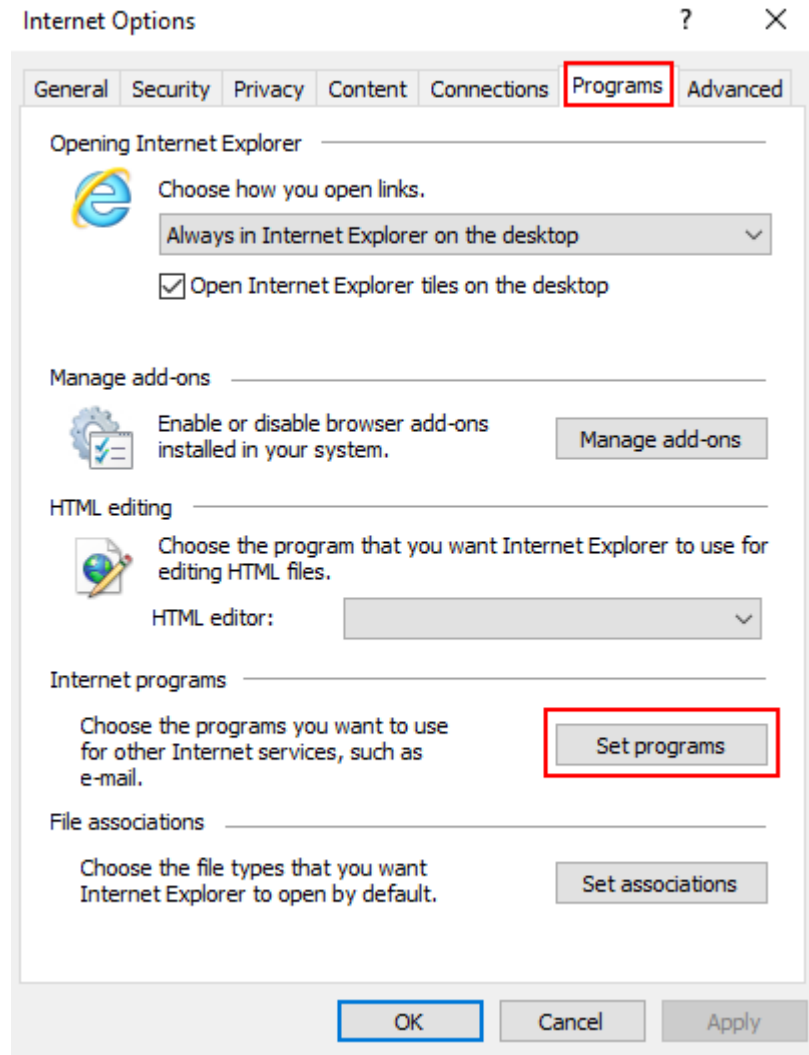 Internet Options
?
General Security Privacy Content Connections Programs Advanced
Opening Internet Explorer
Choose how you open links.
Always in Internet Explorer on the desktop
Open Internet Explorer tiles on the desktop
Manage add-ons
Enable or disable browser add-ons
installed in your system.
Manage add-ons
HTML editing
Choose the program that you want Internet Explorer to use for
editing HTML files.
HTML editor:
Internet programs
Choose the programs you want to use
for other Internet services, such as
e-mail.
Set programs
File associations
Choose the file types that you want
Internet Explorer to open by default.
Set associations
OK Cancel Apply